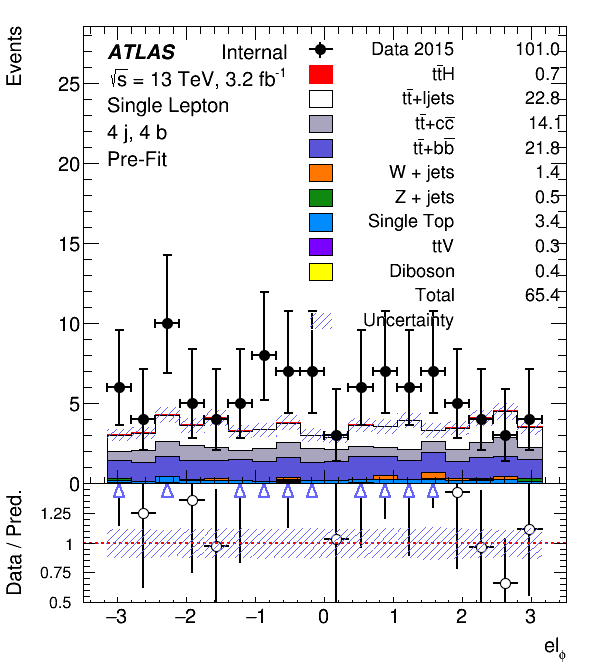 Events
ATLAS Internal
√s = 13 TeV, 3.2 fb⁻¹
Single Lepton
4 j, 4 b
Pre-Fit
Data 2015 101.0
tt̄H 0.7
tt̄+ljets 22.8
tt̄+cc̄ 14.1
tt̄+bb̄ 21.8
W + jets 1.4
Z + jets 0.5
Single Top 3.4
ttV 0.3
Diboson 0.4
Total 65.4
Uncertainty
25
20
15
10
5
0
Data / Pred.
1.25
1
0.75
0.5
−3 −2 −1 0 1 2 3
el_ϕ